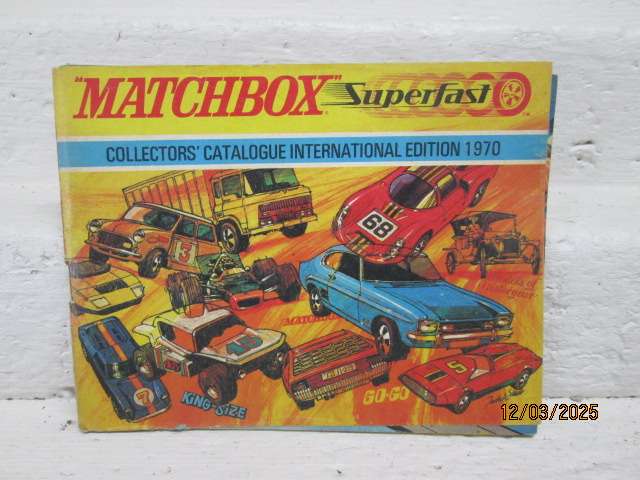 "MATCHBOX" Superfast
COLLECTORS' CATALOGUE INTERNATIONAL EDITION 1970
68
13
5
7
KING-SIZE
GO-GO
12/03/2025